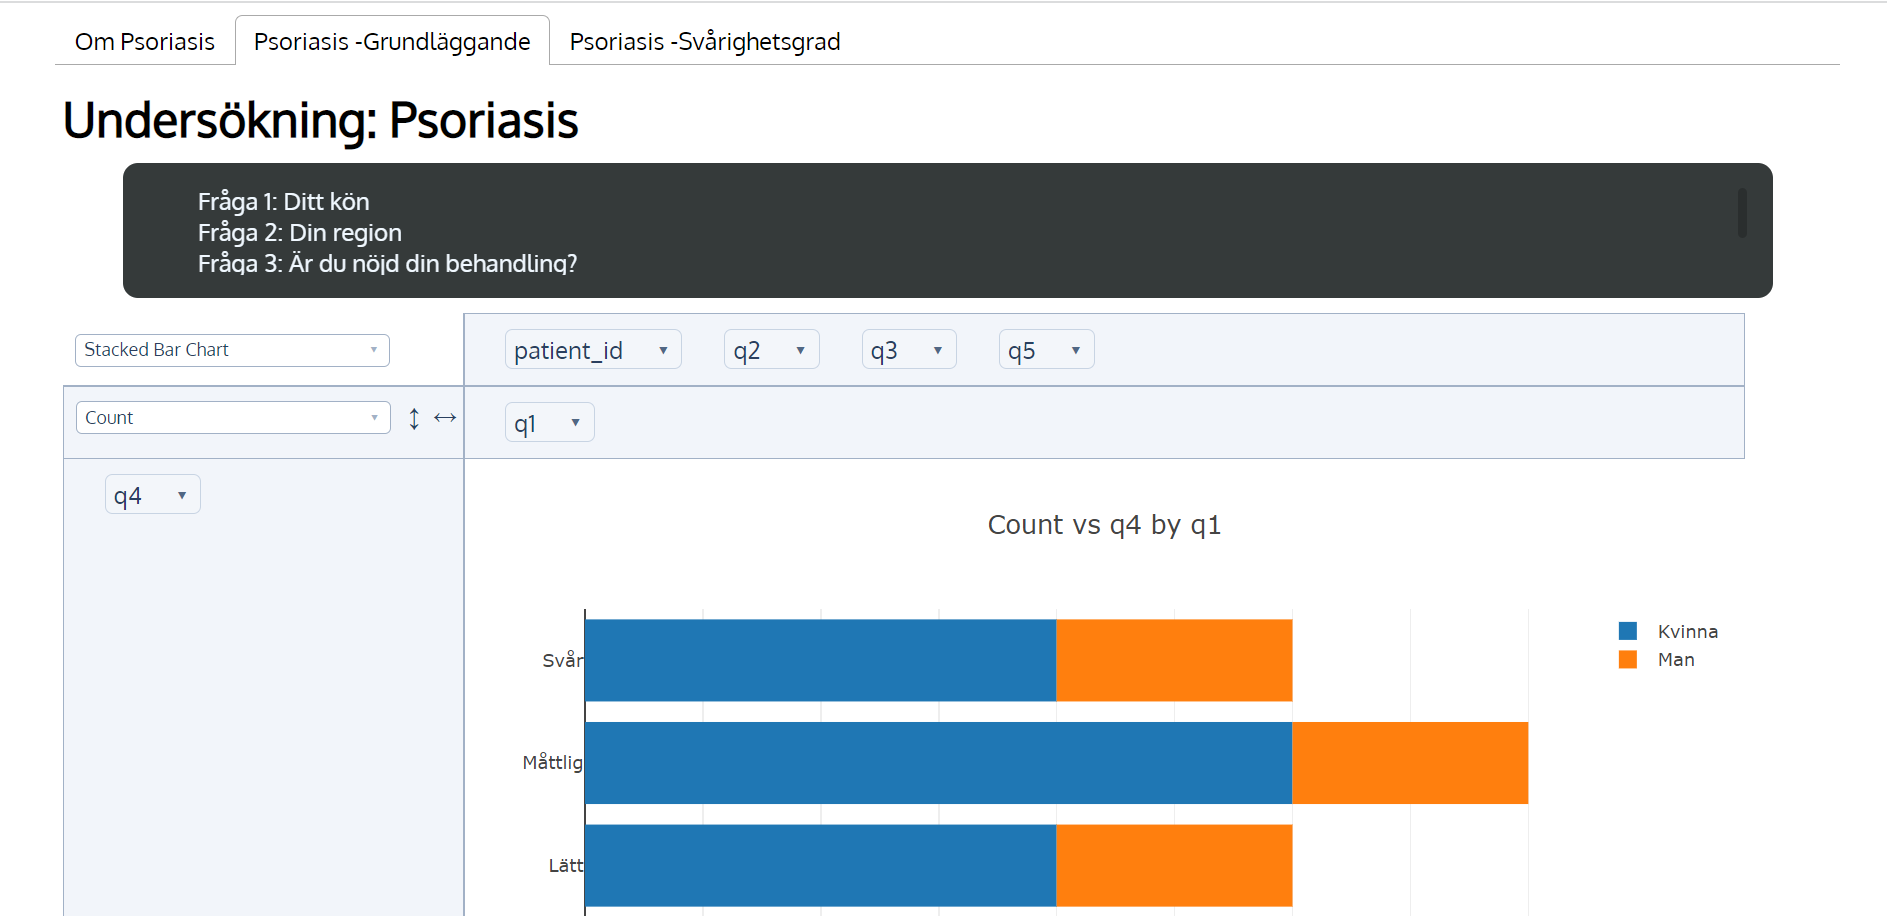 Om Psoriasis
Psoriasis -Grundläggande
Psoriasis -Svårighetsgrad
Undersökning: Psoriasis
Fråga 1: Ditt kön
Fråga 2: Din region
Fråga 3: Är du nöjd din behandling?
Stacked Bar Chart
patient_id
q2
q3
q5
Count
q1
q4
Count vs q4 by q1
Kvinna
Man
Svår
Måttlig
Lätt